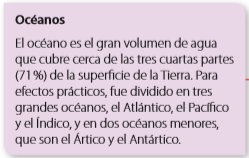 Océanos
El océano es el gran volumen de agua
que cubre cerca de las tres cuartas partes
(71%) de la superficie de la Tierra. Para
efectos prácticos, fue dividido en tres
grandes océanos, el Atlántico, el Pacífico
y el Índico, y en dos océanos menores,
que son el Ártico y el Antártico.